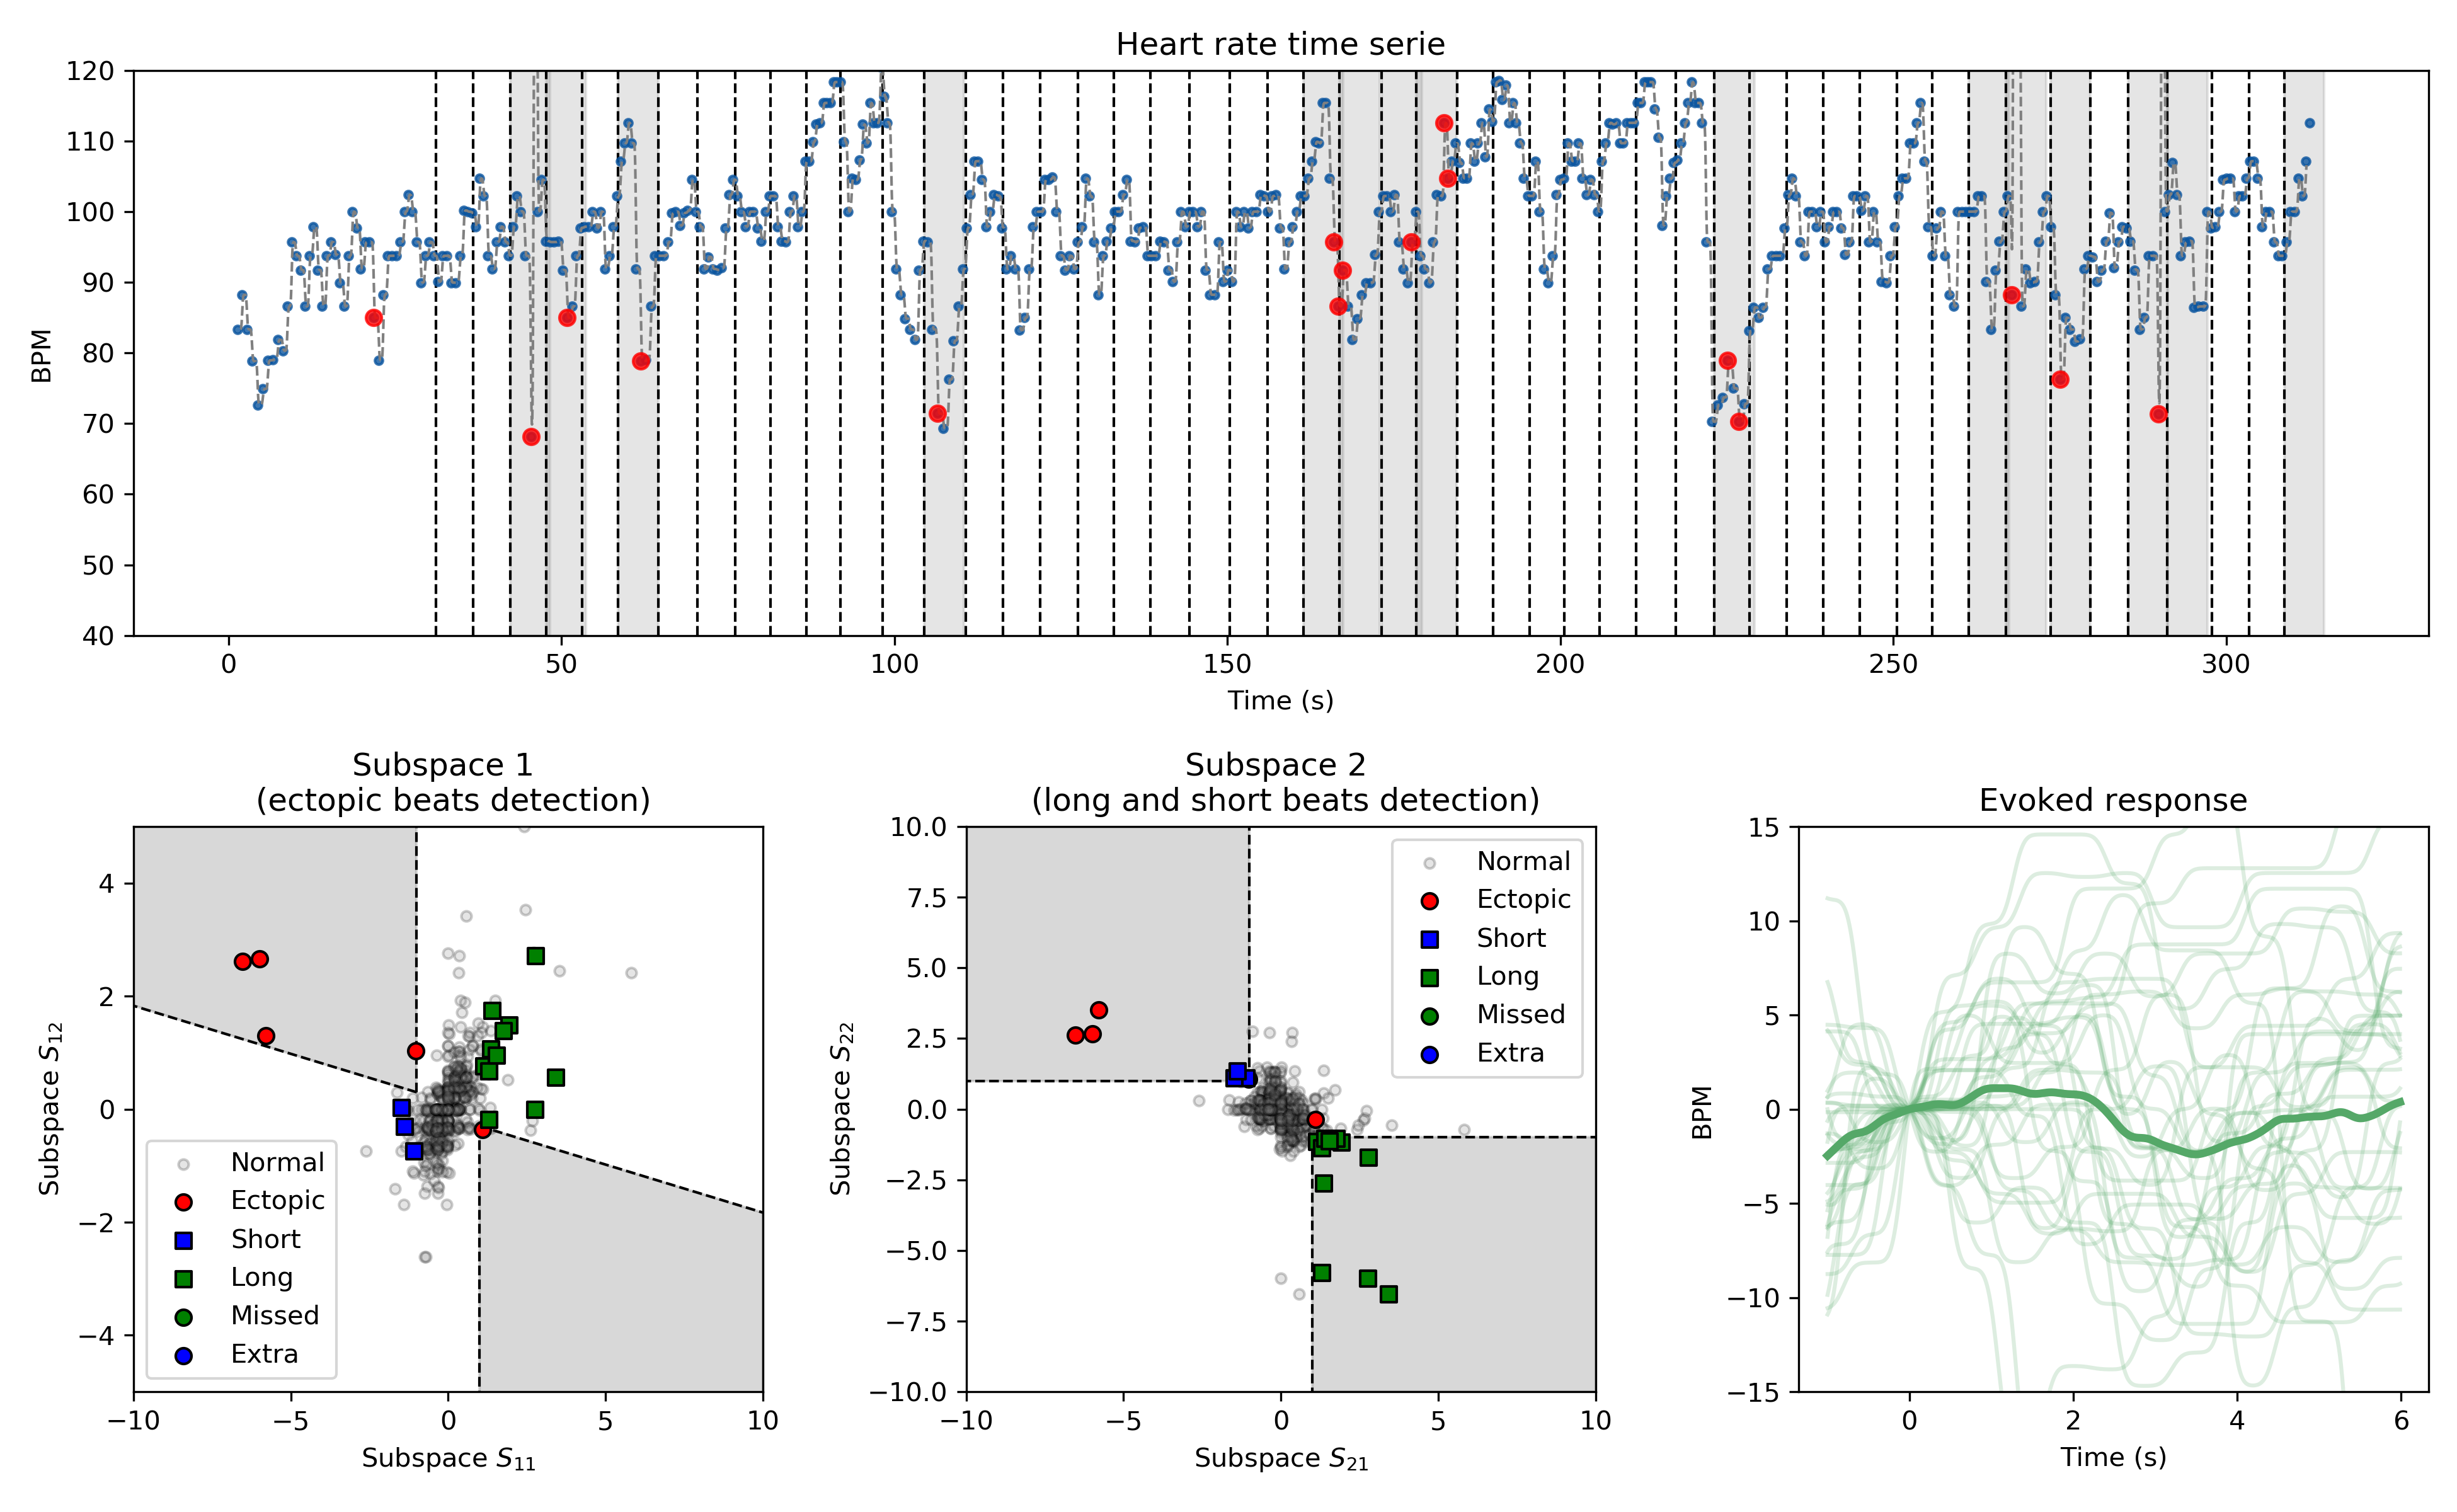 Heart rate time serie
120
110
100
90
80
70
60
50
40
BPM
0 50 100 150 200 250 300
Time (s)
Subspace 1
(ectopic beats detection)
4
2
0
−2
−4
Subspace S12
Normal
Ectopic
Short
Long
Missed
Extra
−10 −5 0 5 10
Subspace S11
Subspace 2
(long and short beats detection)
10.0
7.5
5.0
2.5
0.0
−2.5
−5.0
−7.5
−10.0
Subspace S22
Normal
Ectopic
Short
Long
Missed
Extra
−10 −5 0 5 10
Subspace S21
Evoked response
15
10
5
0
−5
−10
−15
BPM
0 2 4 6
Time (s)